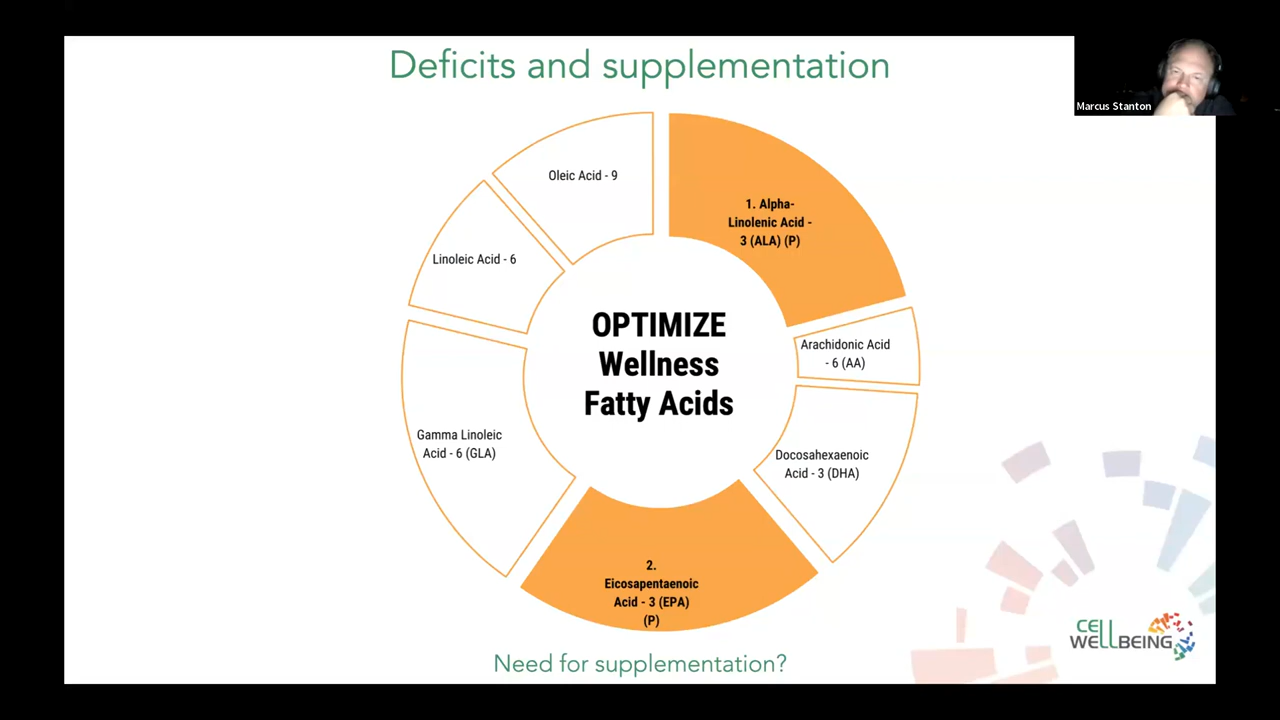 Deficits and supplementation
Marcus Stanton
Oleic Acid - 9
1. Alpha-
Linolenic Acid -
3 (ALA) (P)
Linoleic Acid - 6
Arachidonic Acid
- 6 (AA)
OPTIMIZE
Wellness
Fatty Acids
Gamma Linoleic
Acid - 6 (GLA)
Docosahexaenoic
Acid - 3 (DHA)
2.
Eicosapentaenoic
Acid - 3 (EPA)
(P)
Need for supplementation?
CELL
WELLBEING